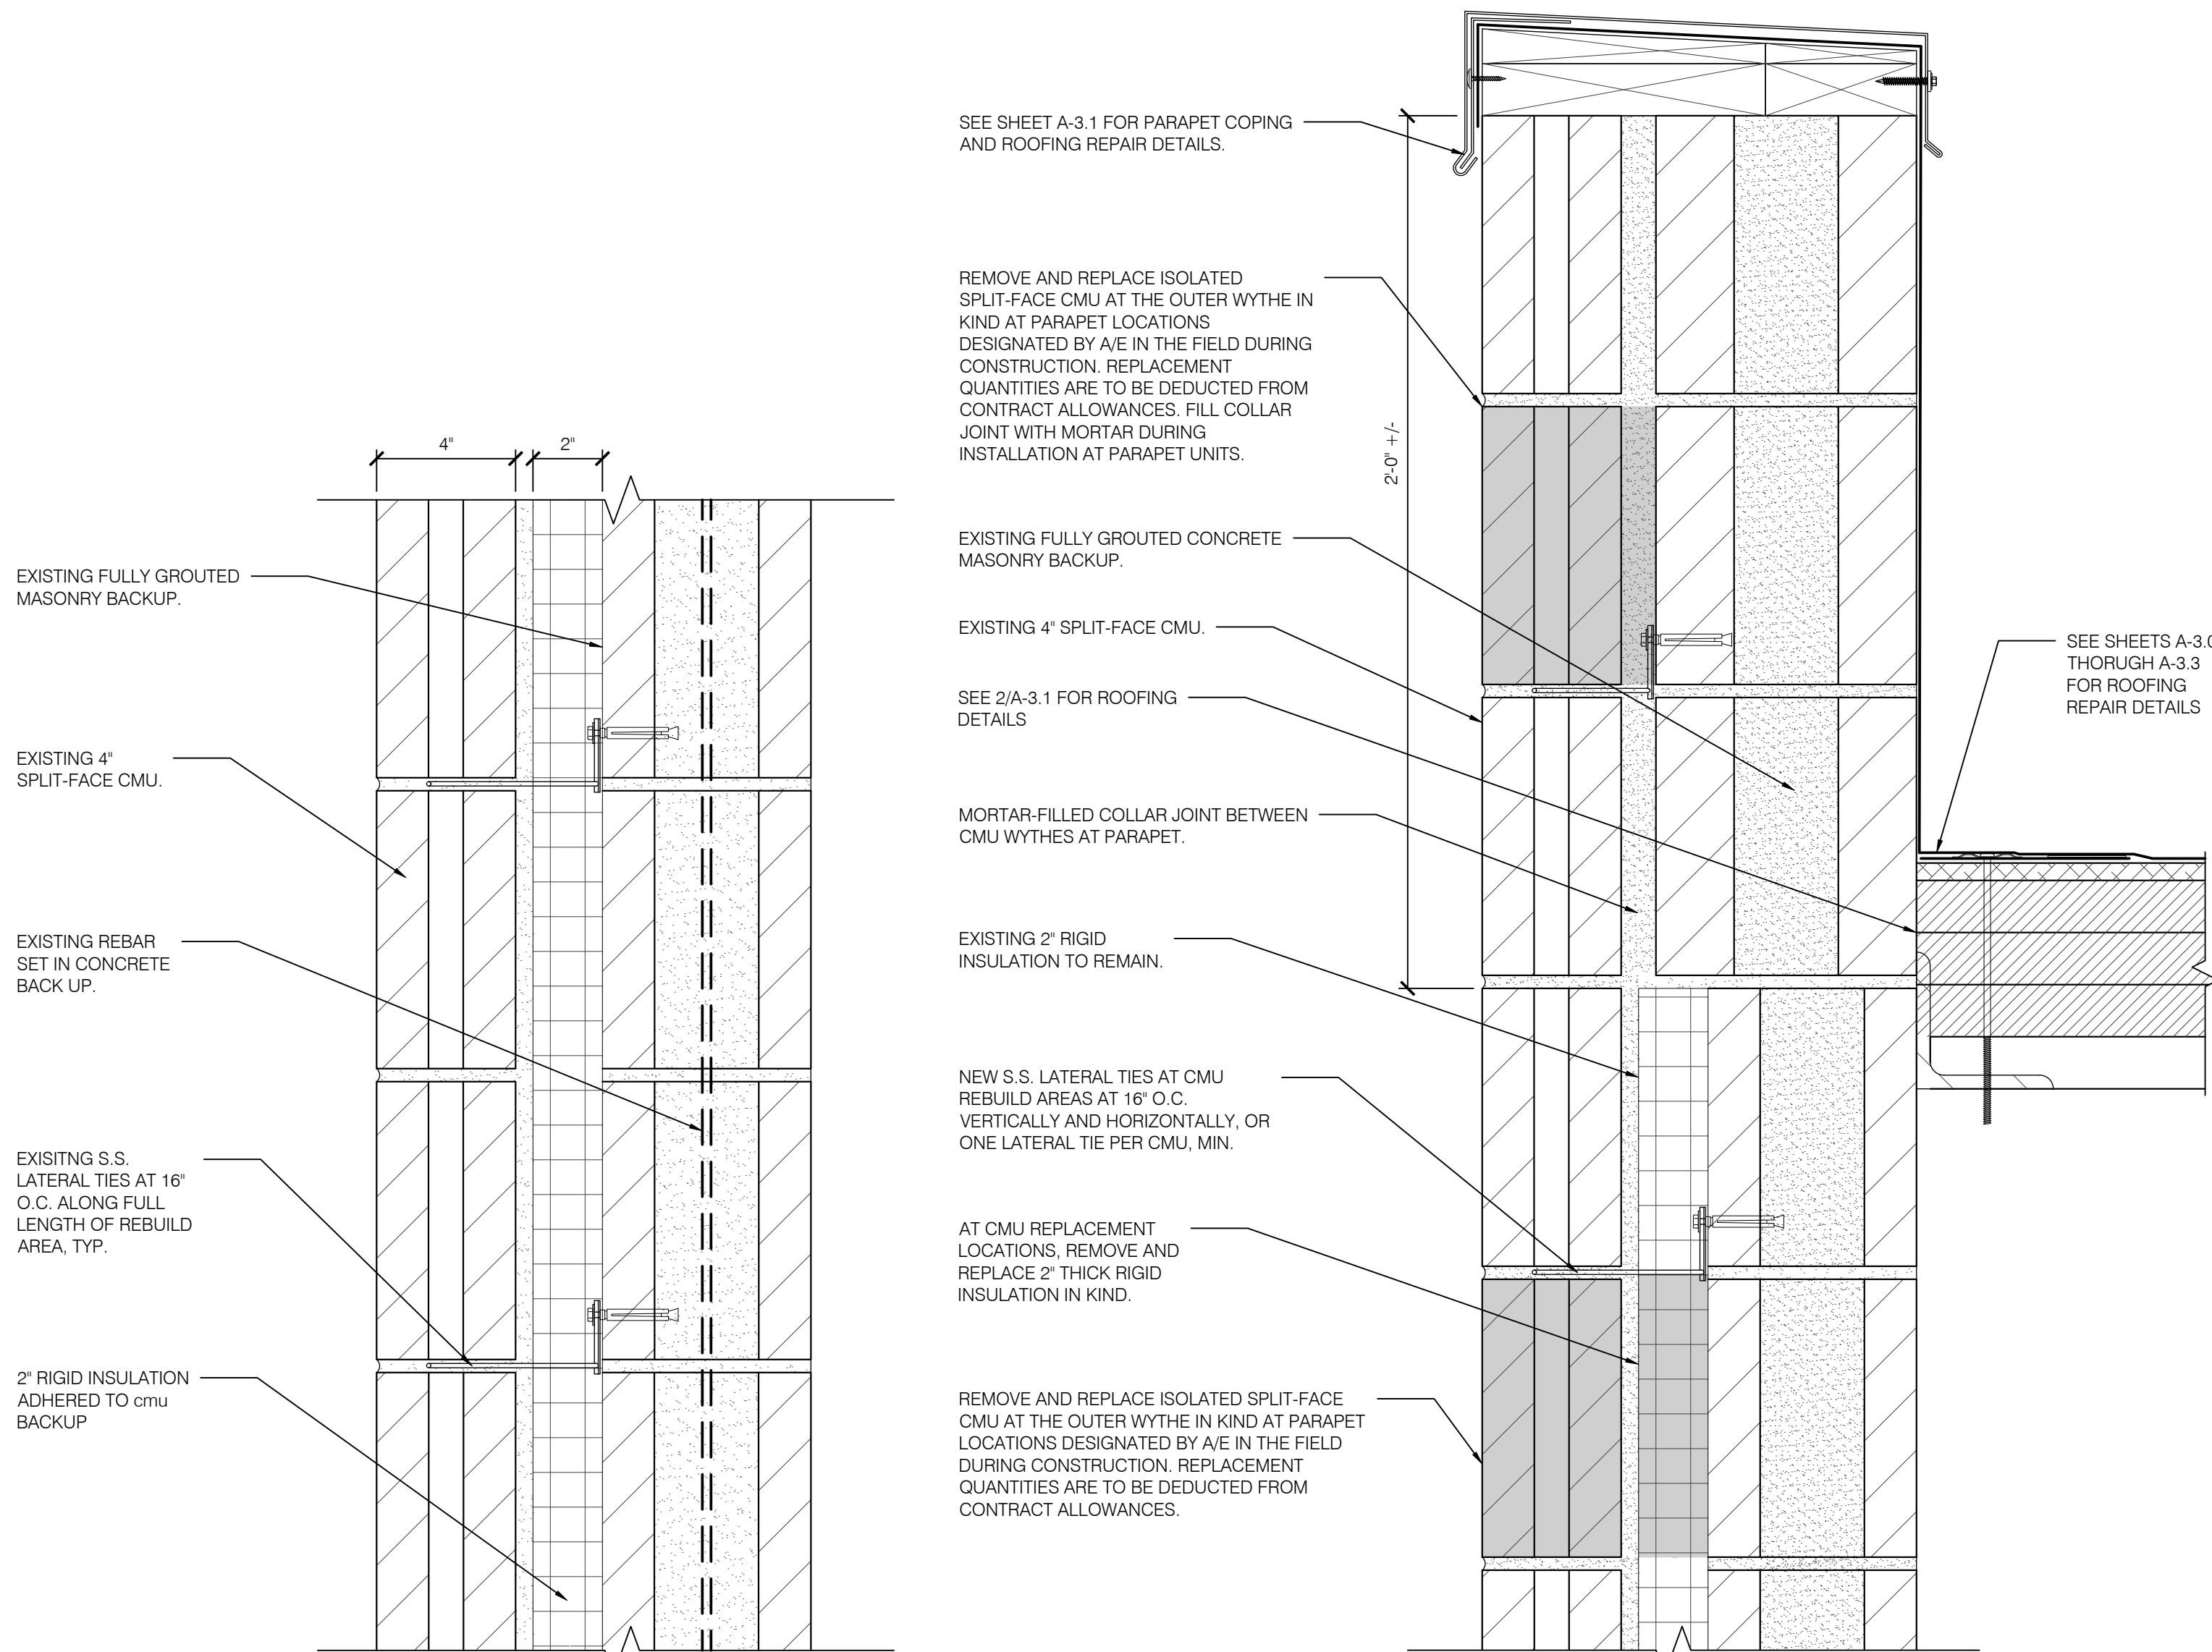 4"
2"
EXISTING FULLY GROUTED
MASONRY BACKUP.
EXISTING 4"
SPLIT-FACE CMU.
EXISTING REBAR
SET IN CONCRETE
BACK UP.
EXISITNG S.S.
LATERAL TIES AT 16"
O.C. ALONG FULL
LENGTH OF REBUILD
AREA, TYP.
2" RIGID INSULATION
ADHERED TO cmu
BACKUP
SEE SHEET A-3.1 FOR PARAPET COPING
AND ROOFING REPAIR DETAILS.
REMOVE AND REPLACE ISOLATED
SPLIT-FACE CMU AT THE OUTER WYTHE IN
KIND AT PARAPET LOCATIONS
DESIGNATED BY A/E IN THE FIELD DURING
CONSTRUCTION. REPLACEMENT
QUANTITIES ARE TO BE DEDUCTED FROM
CONTRACT ALLOWANCES. FILL COLLAR
JOINT WITH MORTAR DURING
INSTALLATION AT PARAPET UNITS.
2'-0" +/-
EXISTING FULLY GROUTED CONCRETE
MASONRY BACKUP.
EXISTING 4" SPLIT-FACE CMU.
SEE 2/A-3.1 FOR ROOFING
DETAILS
MORTAR-FILLED COLLAR JOINT BETWEEN
CMU WYTHES AT PARAPET.
EXISTING 2" RIGID
INSULATION TO REMAIN.
NEW S.S. LATERAL TIES AT CMU
REBUILD AREAS AT 16" O.C.
VERTICALLY AND HORIZONTALLY, OR
ONE LATERAL TIE PER CMU, MIN.
AT CMU REPLACEMENT
LOCATIONS, REMOVE AND
REPLACE 2" THICK RIGID
INSULATION IN KIND.
REMOVE AND REPLACE ISOLATED SPLIT-FACE
CMU AT THE OUTER WYTHE IN KIND AT PARAPET
LOCATIONS DESIGNATED BY A/E IN THE FIELD
DURING CONSTRUCTION. REPLACEMENT
QUANTITIES ARE TO BE DEDUCTED FROM
CONTRACT ALLOWANCES.
SEE SHEETS A-3.0
THORUGH A-3.3
FOR ROOFING
REPAIR DETAILS